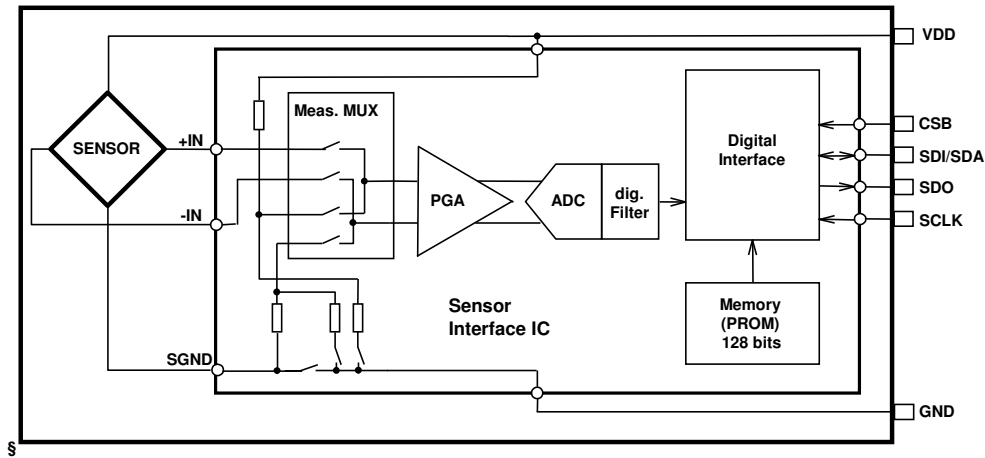 VDD
Meas. MUX
SENSOR
+IN
-IN
PGA
ADC
dig.
Filter
Digital
Interface
CSB
SDI/SDA
SDO
SCLK
Sensor
Interface IC
Memory
(PROM)
128 bits
SGND
GND
§